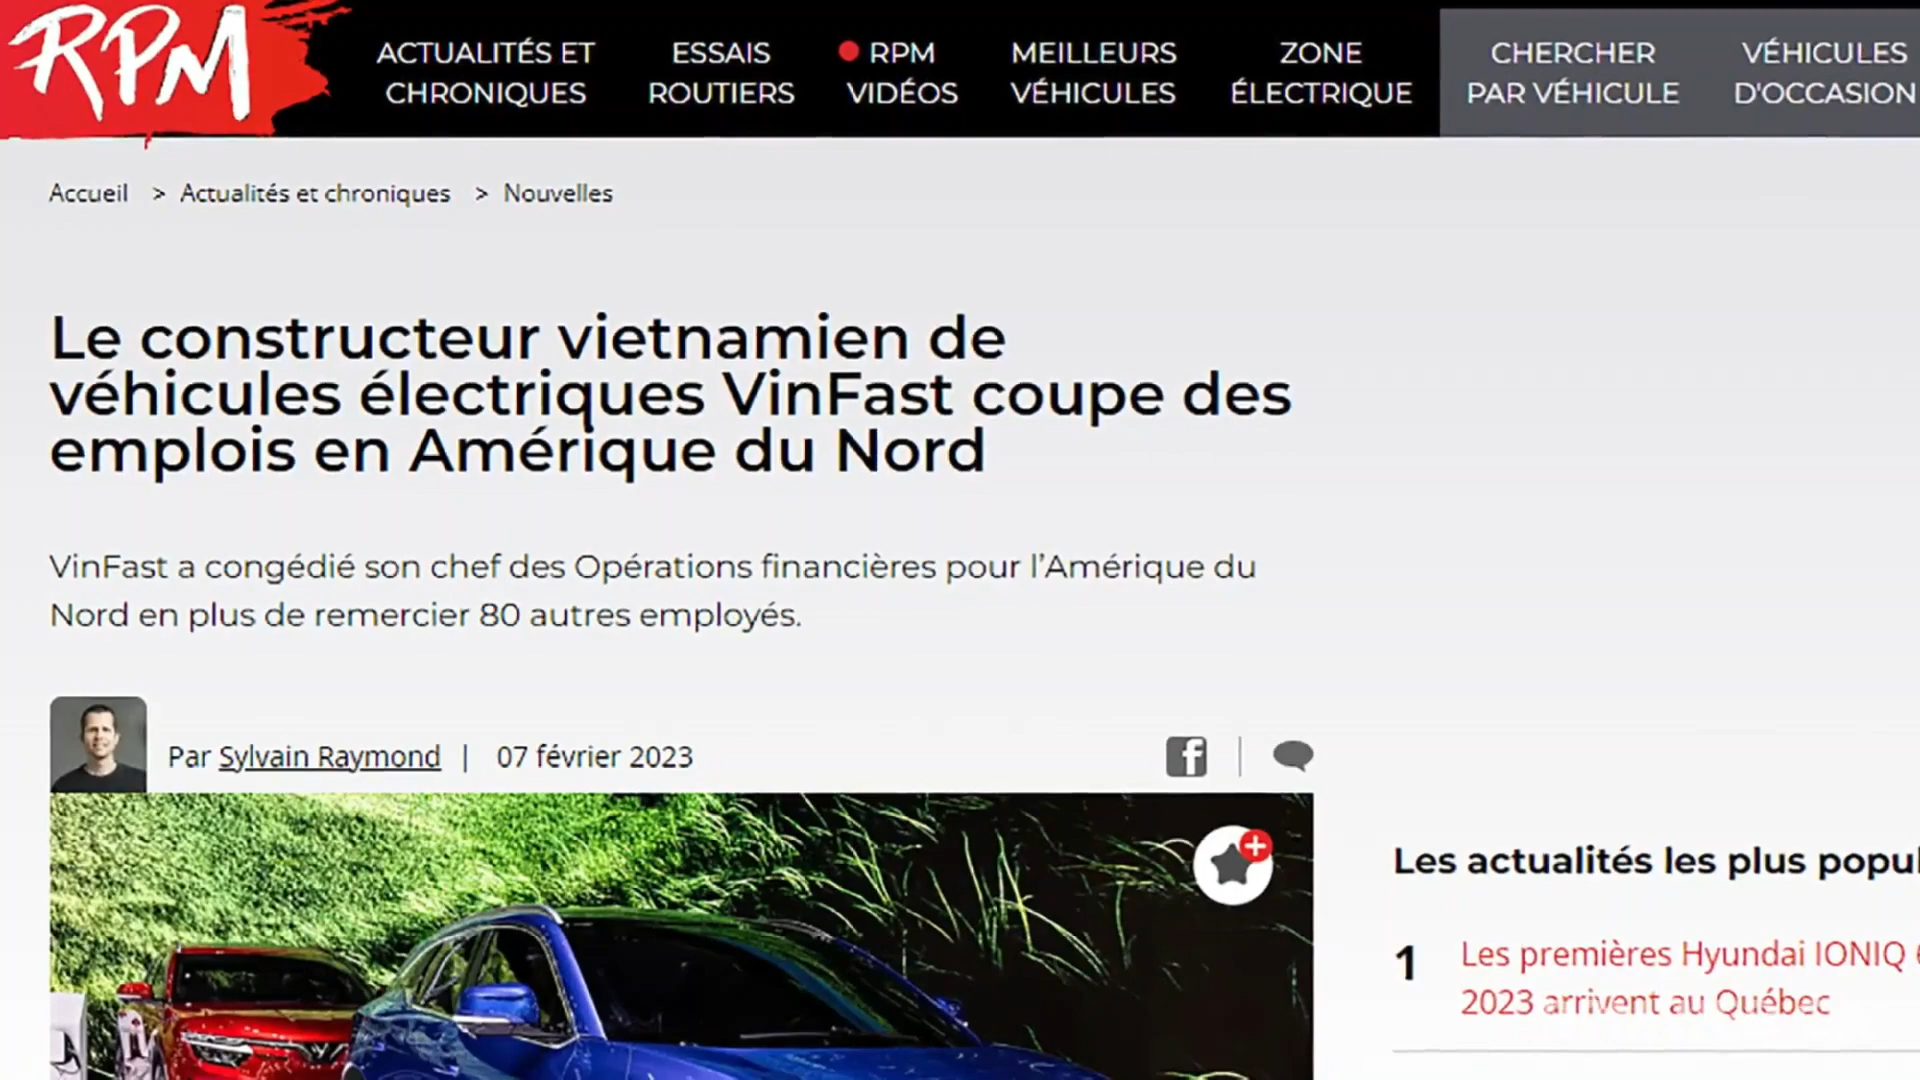 RPM
ACTUALITÉS ET
CHRONIQUES
ESSAIS
ROUTIERS
RPM
VIDÉOS
MEILLEURS
VÉHICULES
ZONE
ÉLECTRIQUE
CHERCHER
PAR VÉHICULE
VÉHICULES
D'OCCASION
Accueil > Actualités et chroniques > Nouvelles
Le constructeur vietnamien de
véhicules électriques VinFast coupe des
emplois en Amérique du Nord
VinFast a congédié son chef des Opérations financières pour l’Amérique du
Nord en plus de remercier 80 autres employés.
Par Sylvain Raymond | 07 février 2023
Les actualités les plus popul
1 Les premières Hyundai IONIQ 6
2023 arrivent au Québec